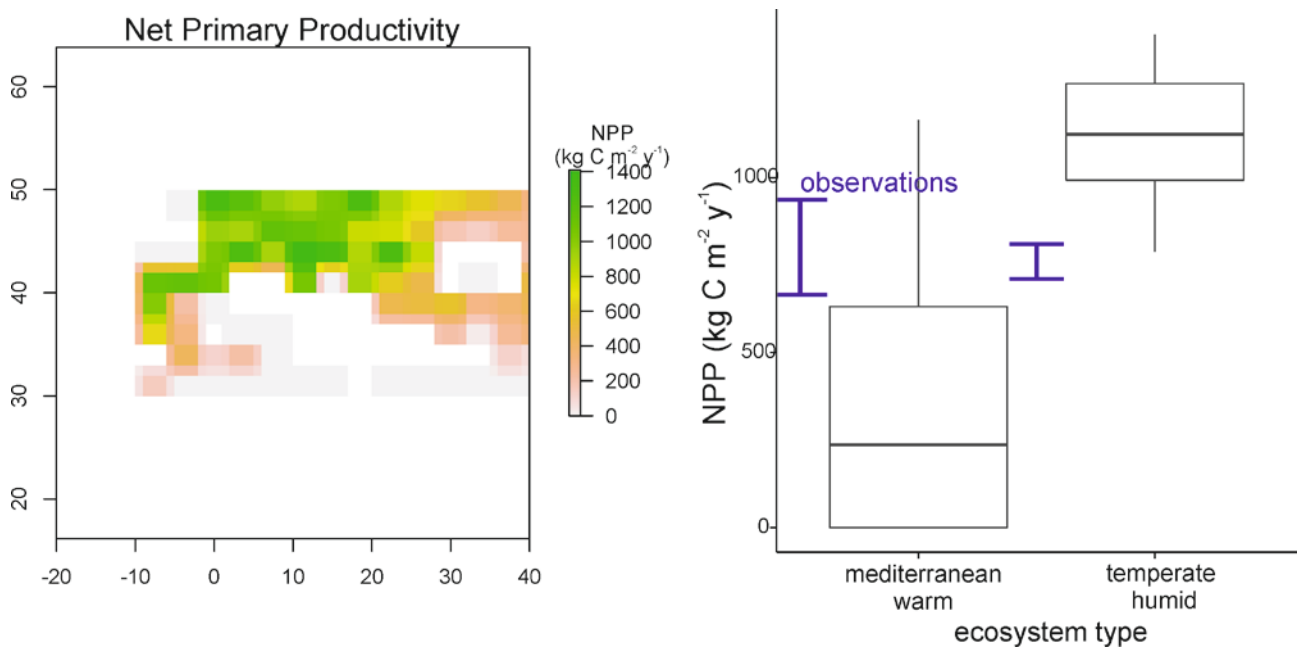 Net Primary Productivity
60
50
40
30
20
-20 -10 0 10 20 30 40
NPP
(kg C m⁻² y⁻¹)
1400
1200
1000
800
600
400
200
0
NPP (kg C m⁻² y⁻¹)
1000
500
0
observations
mediterranean
warm
temperate
humid
ecosystem type